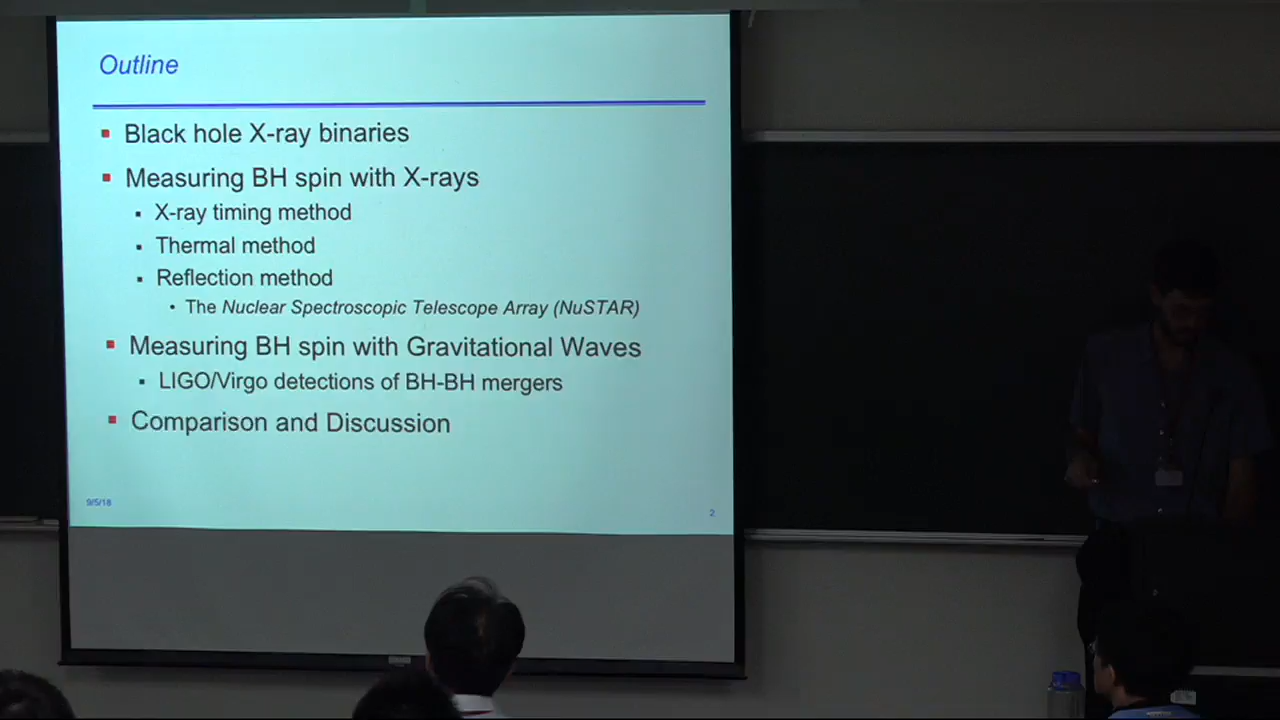 Outline
Black hole X-ray binaries
Measuring BH spin with X-rays
X-ray timing method
Thermal method
Reflection method
The Nuclear Spectroscopic Telescope Array (NuSTAR)
Measuring BH spin with Gravitational Waves
LIGO/Virgo detections of BH-BH mergers
Comparison and Discussion
9/5/18
2